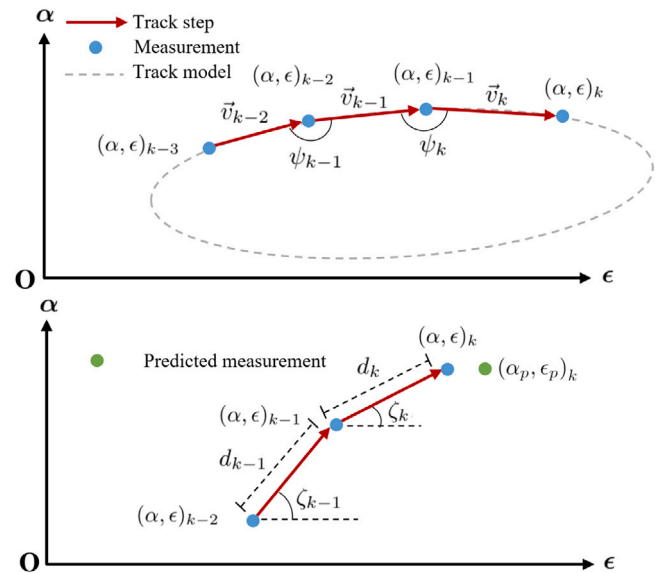 α
Track step
Measurement
Track model
(α, ϵ)ₖ₋₂
(α, ϵ)ₖ₋₁
(α, ϵ)ₖ
v⃗ₖ₋₂
v⃗ₖ₋₁
v⃗ₖ
(α, ϵ)ₖ₋₃
ψₖ₋₁
ψₖ
O
ϵ
α
Predicted measurement
(α, ϵ)ₖ
dₖ
(αₚ, ϵₚ)ₖ
(α, ϵ)ₖ₋₁
ζₖ
dₖ₋₁
ζₖ₋₁
(α, ϵ)ₖ₋₂
O
ϵ